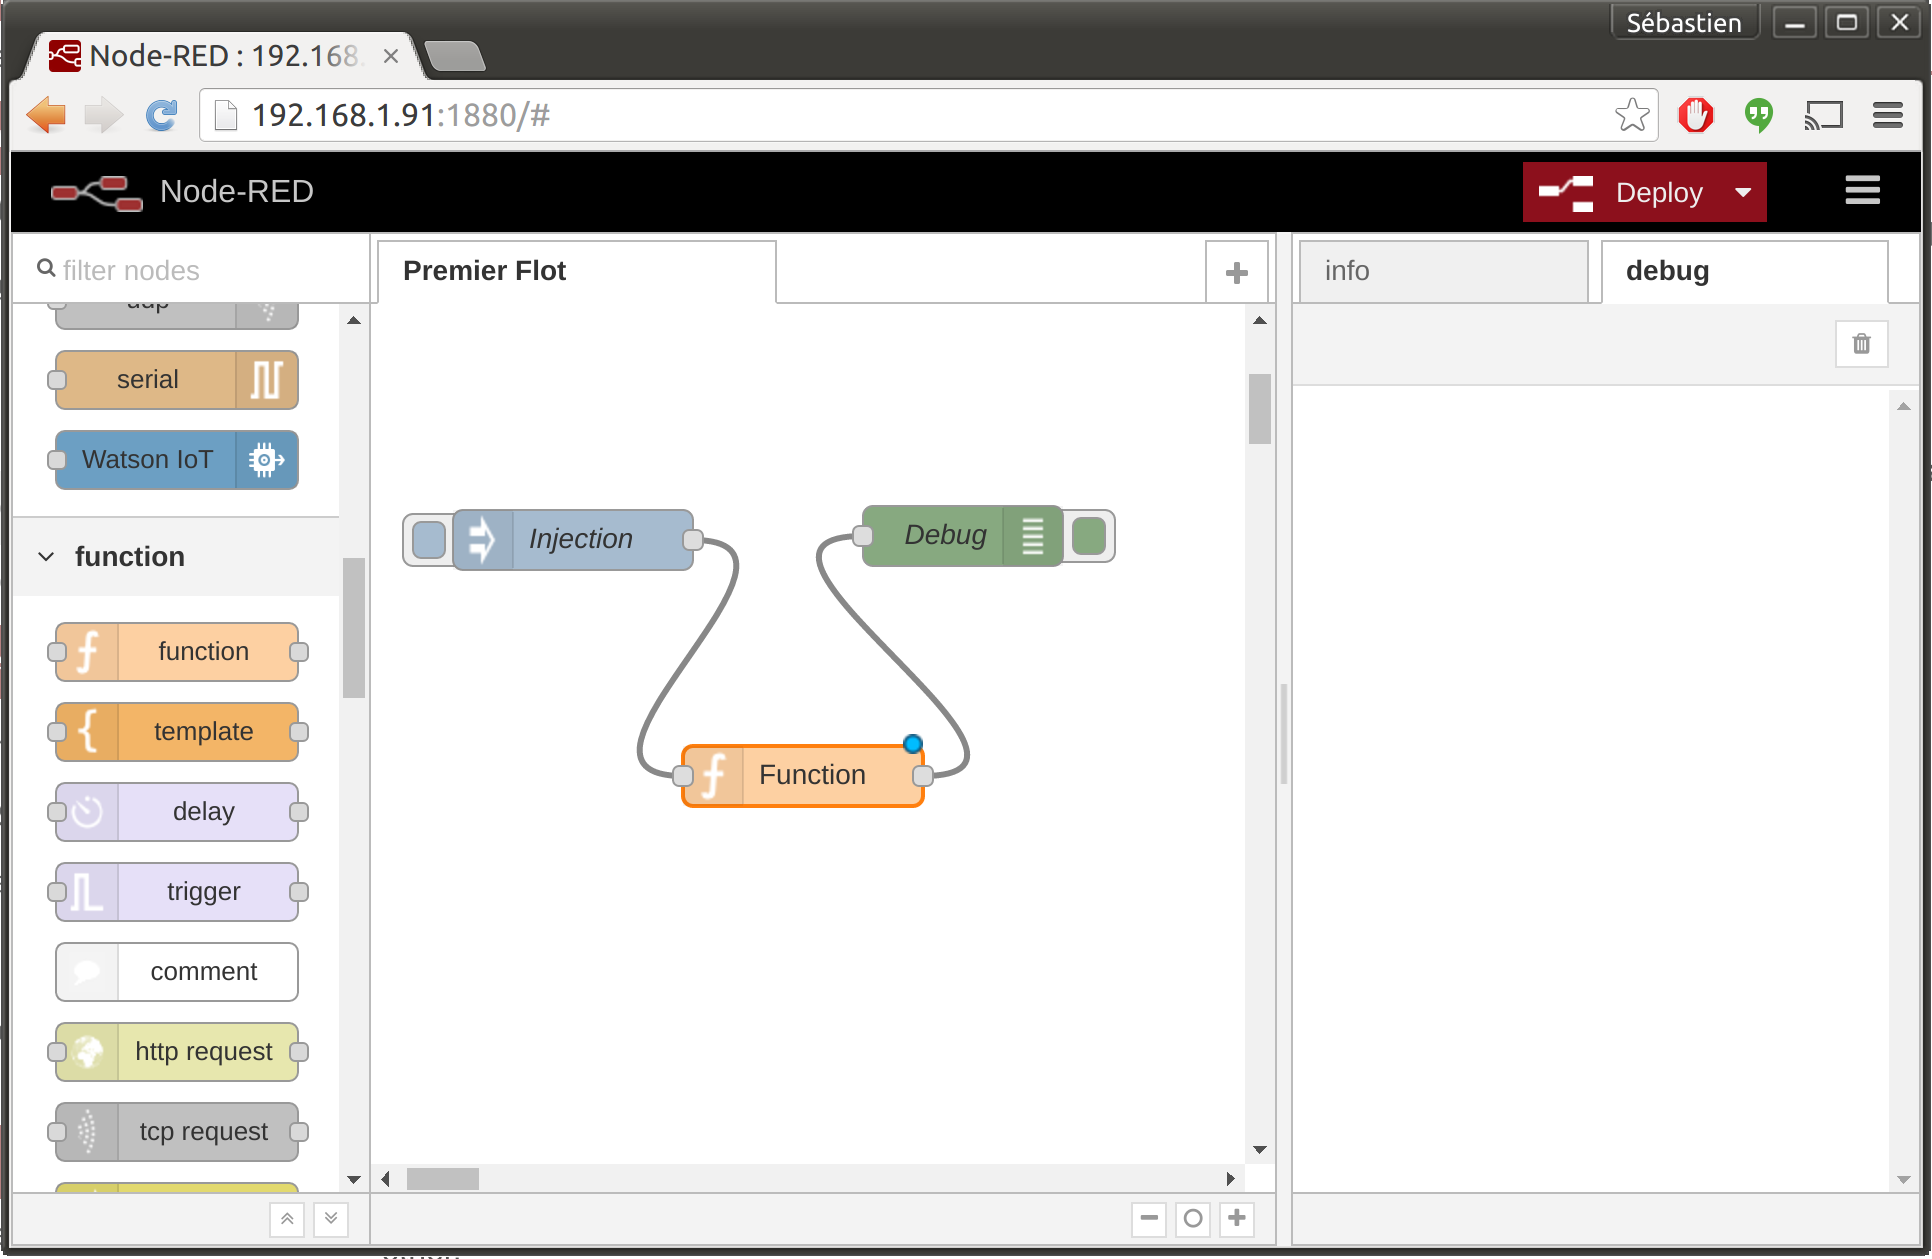 Sébastien
Node-RED : 192.168.
192.168.1.91:1880/#
Node-RED
Deploy
filter nodes
Premier Flot
info
debug
udp
serial
Watson IoT
function
function
template
delay
trigger
comment
http request
tcp request
Injection
Debug
Function